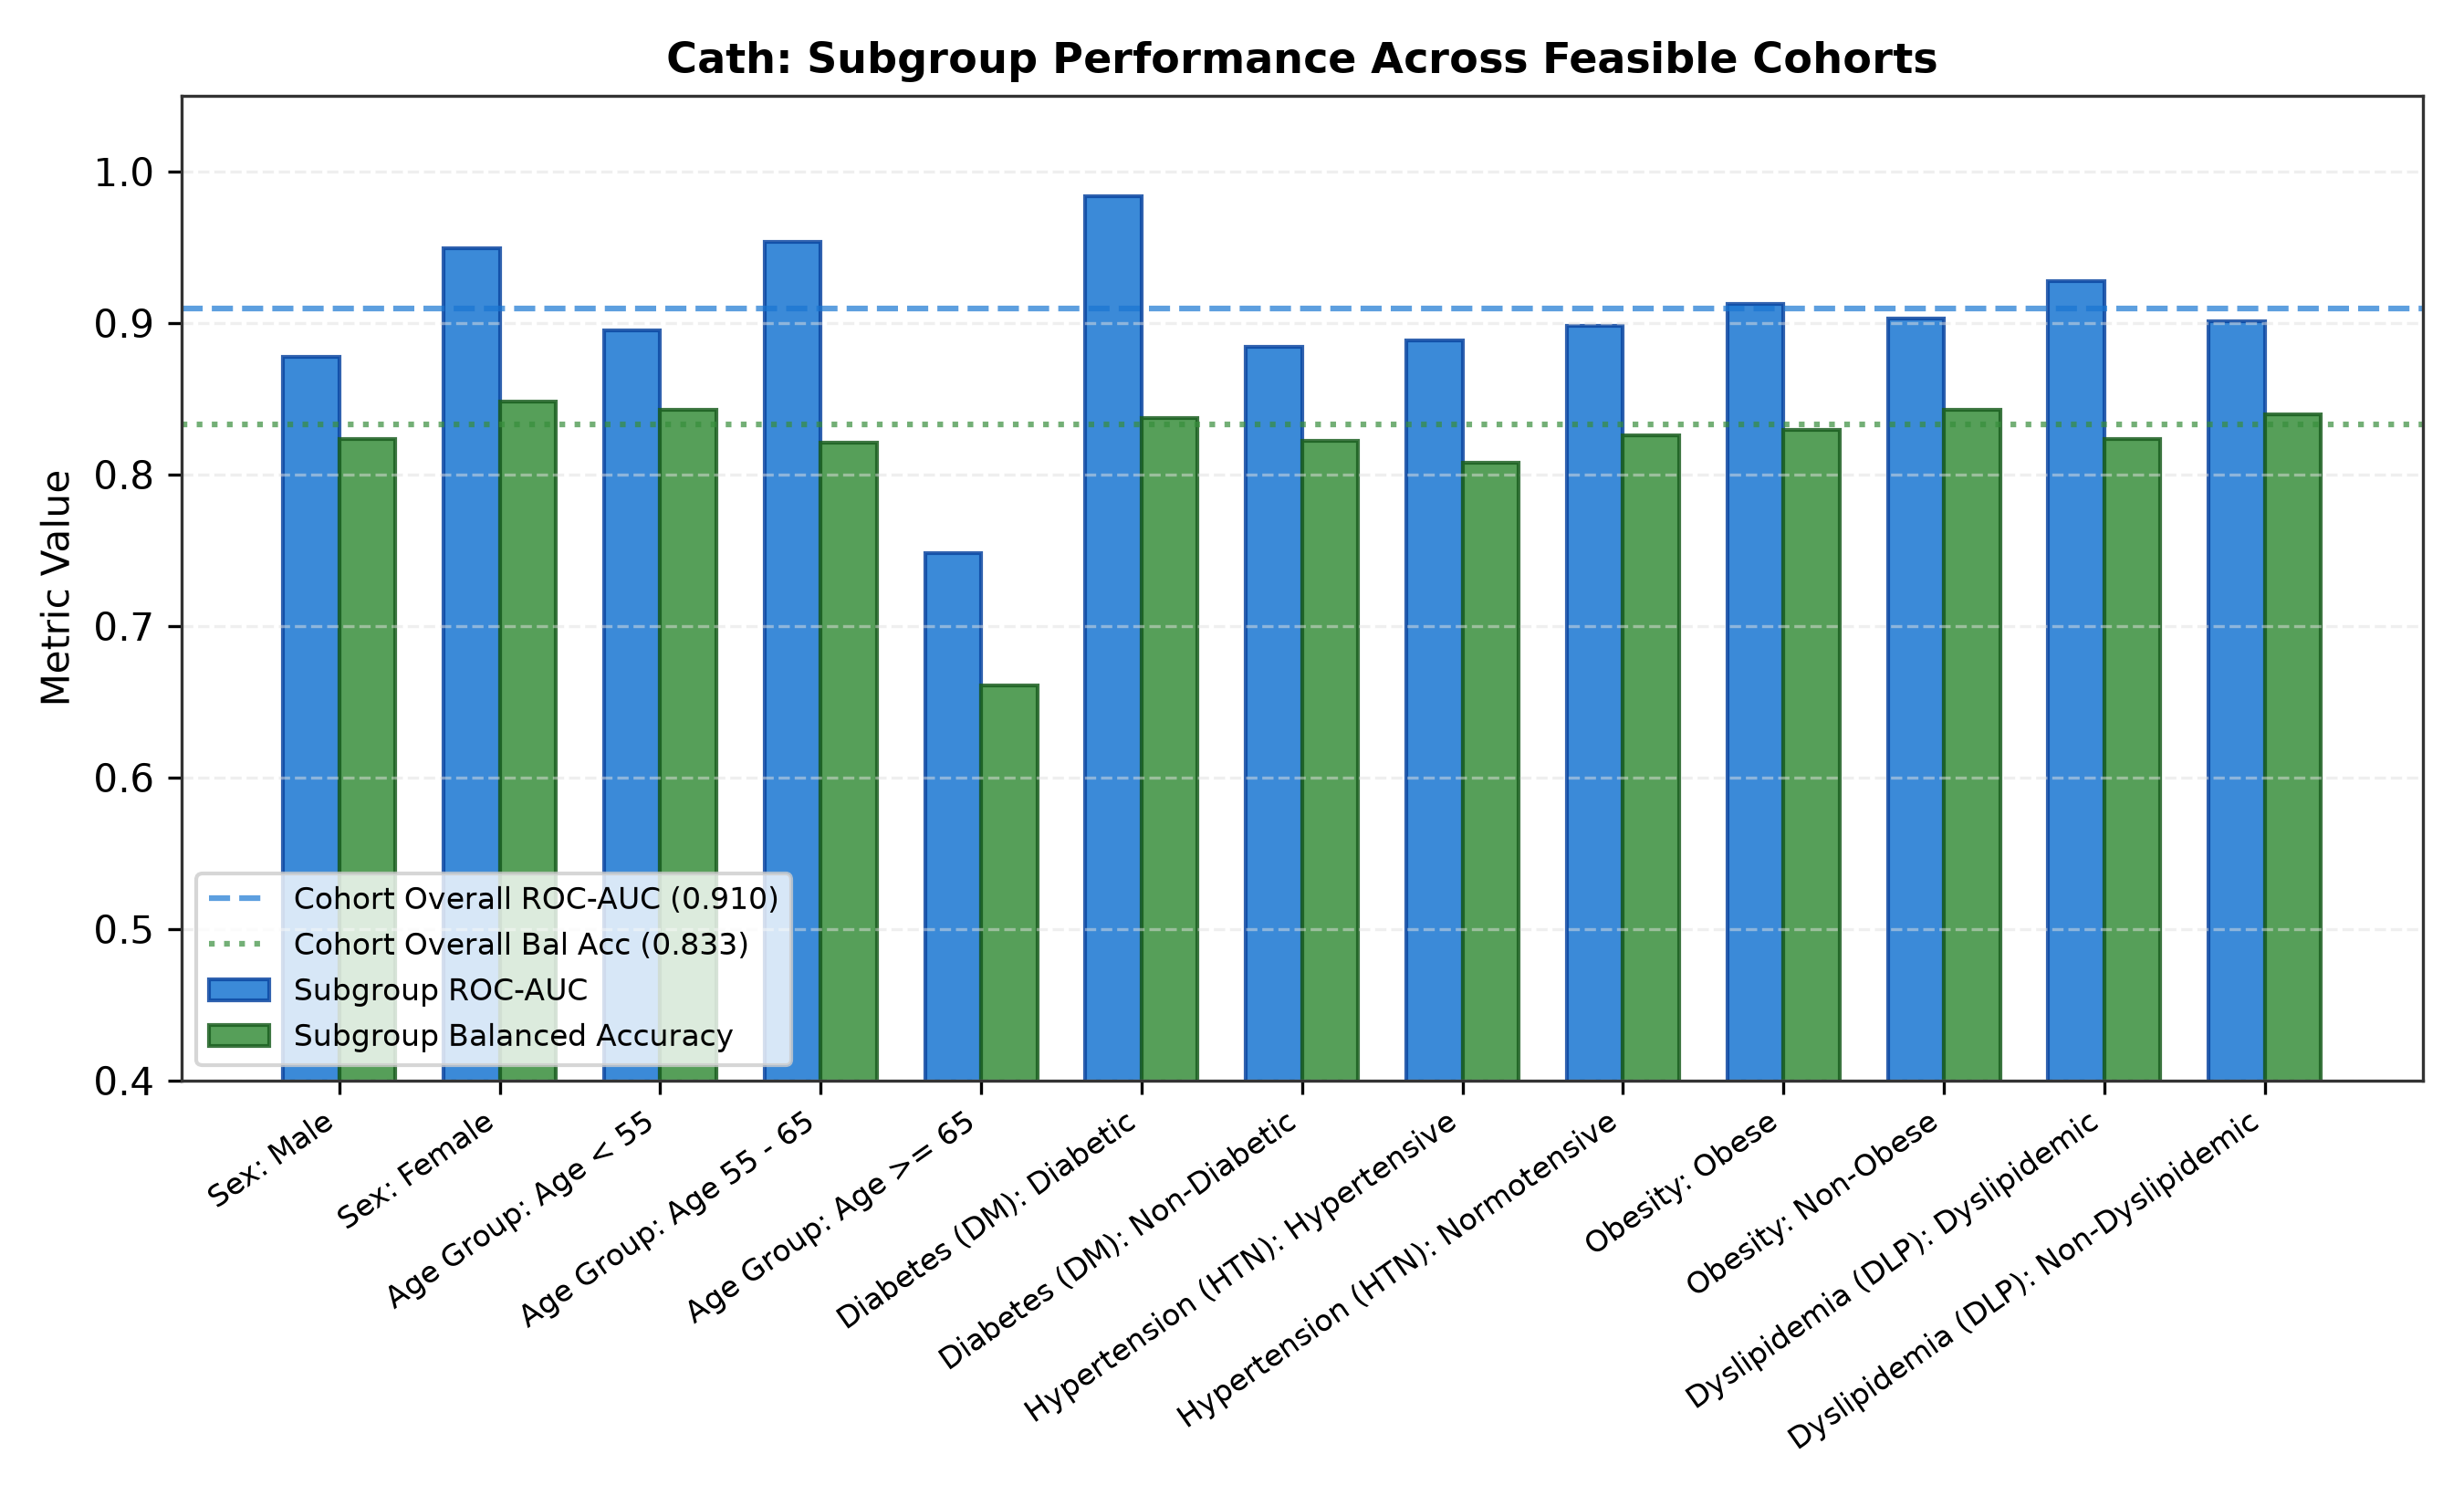 Cath: Subgroup Performance Across Feasible Cohorts
Metric Value
1.0
0.9
0.8
0.7
0.6
0.5
0.4
Cohort Overall ROC-AUC (0.910)
Cohort Overall Bal Acc (0.833)
Subgroup ROC-AUC
Subgroup Balanced Accuracy
Sex: Male
Sex: Female
Age Group: Age < 55
Age Group: Age 55 - 65
Age Group: Age >= 65
Diabetes (DM): Diabetic
Diabetes (DM): Non-Diabetic
Hypertension (HTN): Hypertensive
Hypertension (HTN): Normotensive
Obesity: Obese
Obesity: Non-Obese
Dyslipidemia (DLP): Dyslipidemic
Dyslipidemia (DLP): Non-Dyslipidemic